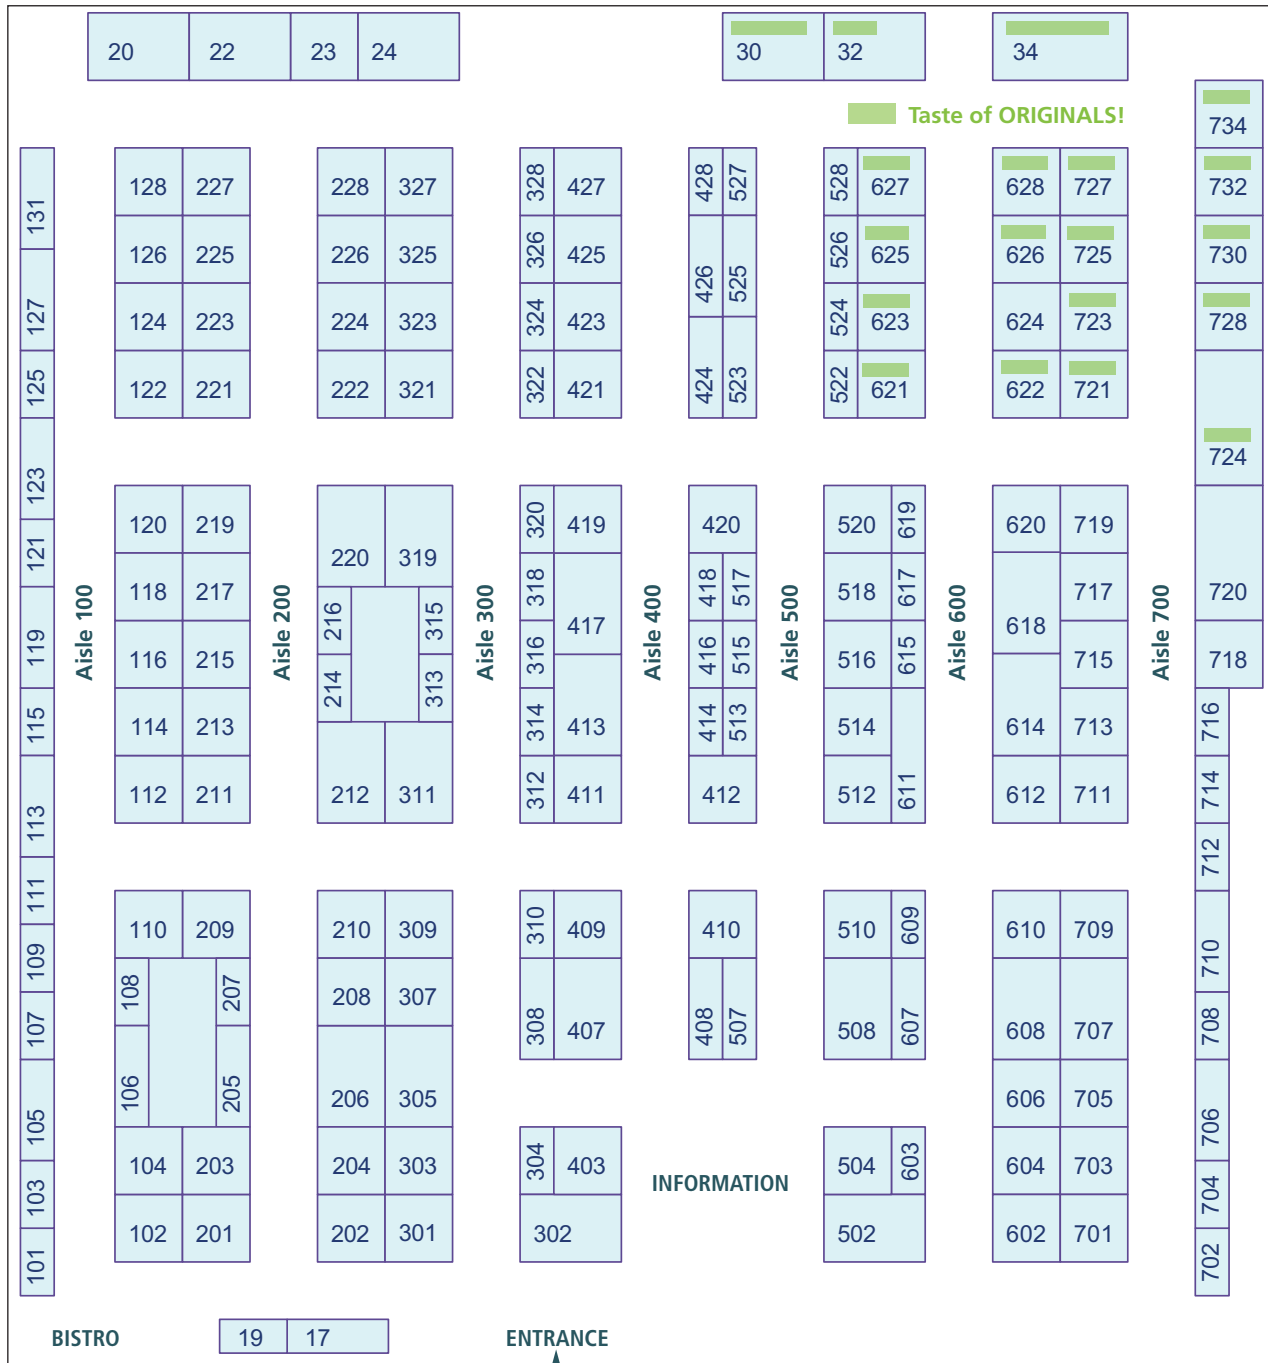 20 22 23 24 30 32 34
Taste of ORIGINALS!
734
131 128 227 228 327 328 427 428 527 528 627 628 727 732
126 225 226 325 326 425 426 525 526 625 626 725 730
127 124 223 224 323 324 423 524 623 624 723 728
125 122 221 222 321 322 421 424 523 522 621 622 721
724
123 120 219 320 419 420 520 619 620 719
121 118 217 220 319 318 418 517 518 617 717 720
119 Aisle 100 116 215 Aisle 200 216 315 Aisle 300 316 417 Aisle 400 416 515 Aisle 500 516 615 Aisle 600 618 715 Aisle 700 718
214 313
115 114 213 314 413 414 513 514 614 713 716
113 112 211 212 311 312 411 412 512 611 612 711 714
712
111 110 209 210 309 310 409 410 510 609 610 709
109 108 207 208 307 710
107 308 407 408 507 508 607 608 707 708
106 205 206 305 606 705
105 104 203 204 303 304 403 504 603 604 703 706
INFORMATION
103 704
102 201 202 301 302 502 602 701
101 702
BISTRO 19 17 ENTRANCE